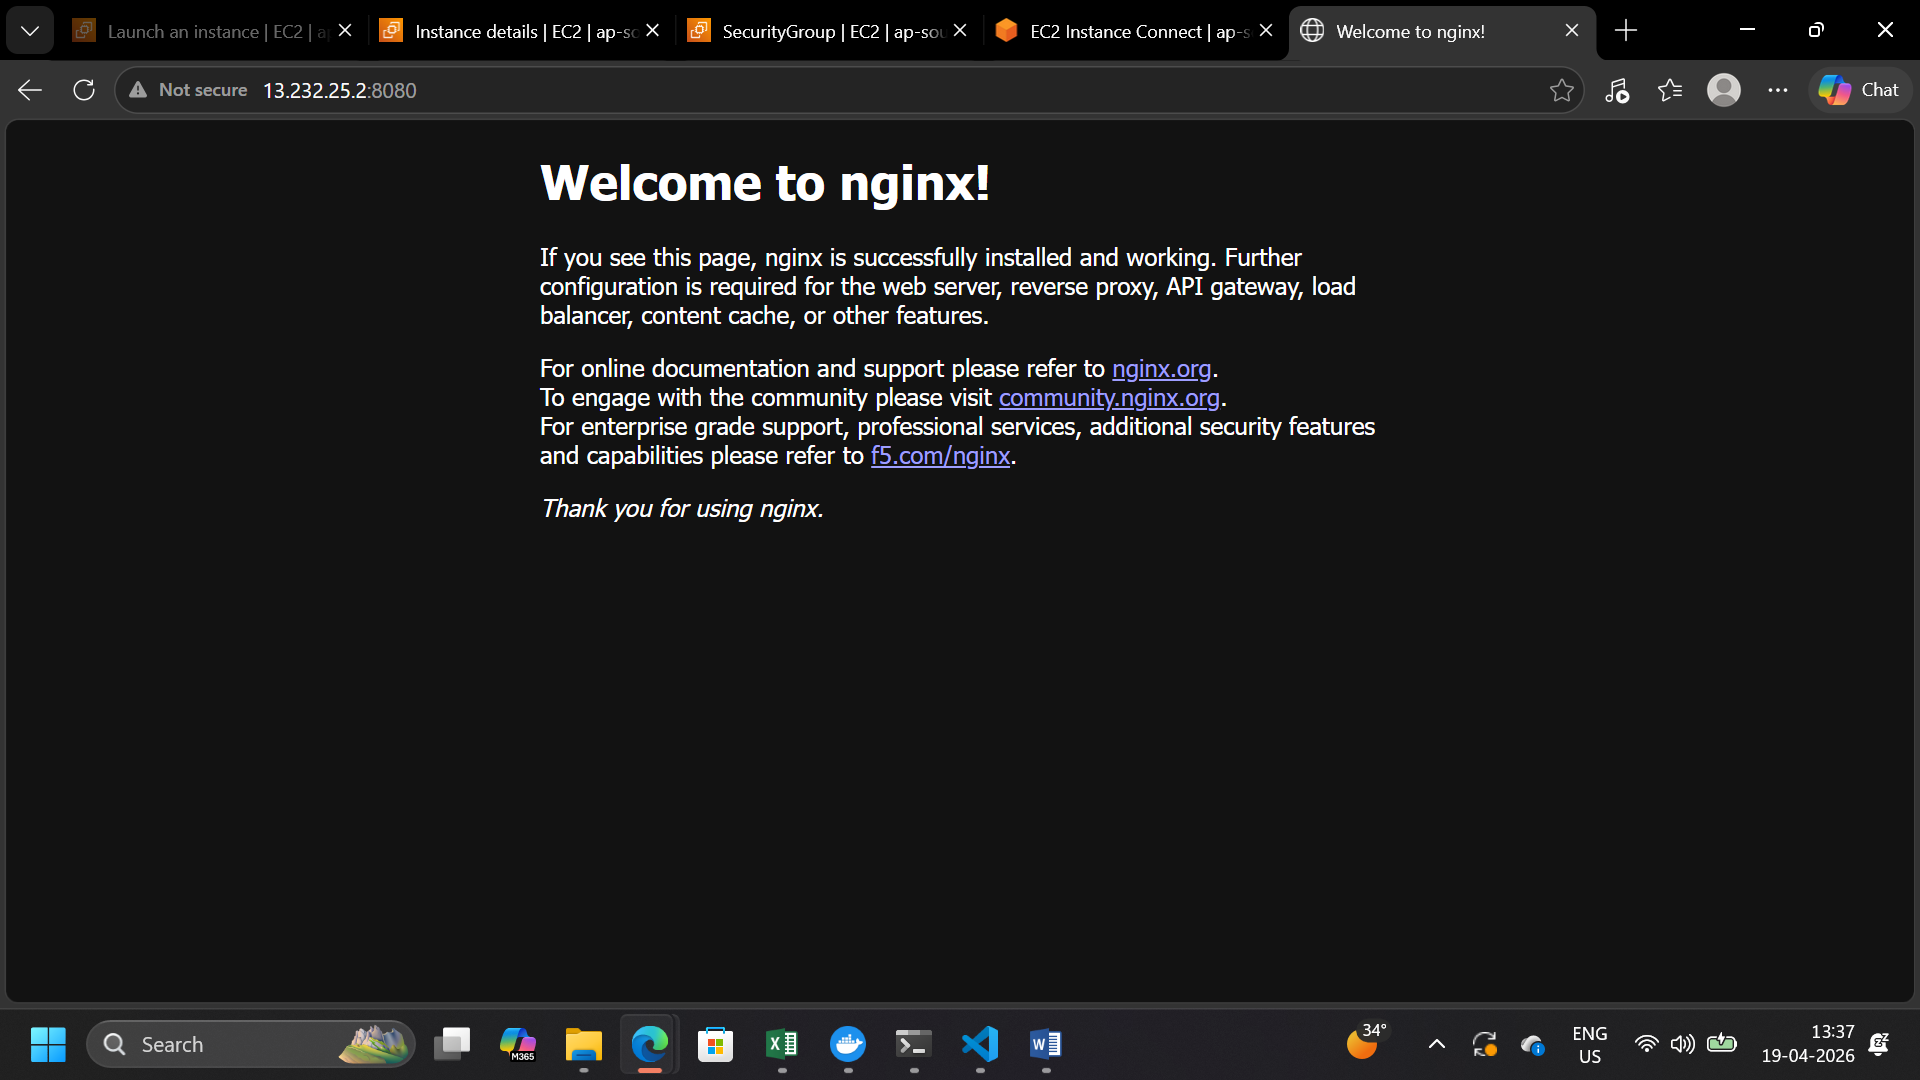 Launch an instance | EC2 | a
Instance details | EC2 | ap-so
SecurityGroup | EC2 | ap-sou
EC2 Instance Connect | ap-s
Welcome to nginx!
Not secure
13.232.25.2:8080
Chat
Welcome to nginx!
If you see this page, nginx is successfully installed and working. Further
configuration is required for the web server, reverse proxy, API gateway, load
balancer, content cache, or other features.
For online documentation and support please refer to nginx.org.
To engage with the community please visit community.nginx.org.
For enterprise grade support, professional services, additional security features
and capabilities please refer to f5.com/nginx.
Thank you for using nginx.
Search
M365
34°
ENG
US
13:37
19-04-2026